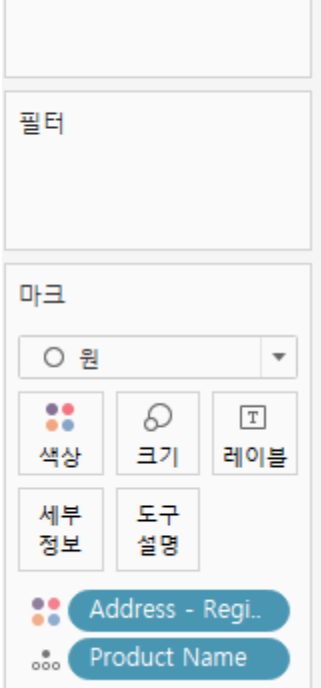 필터
마크
원
색상 크기 레이블
세부 도구
정보 설명
Address - Regi..
Product Name